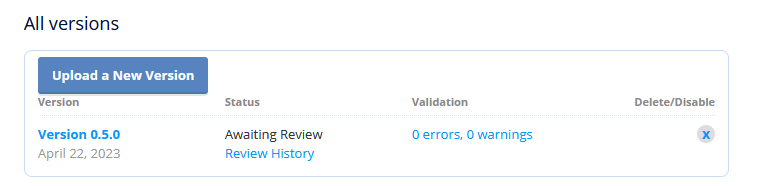 All versions
Upload a New Version
Version Status Validation Delete/Disable
Version 0.5.0 Awaiting Review 0 errors, 0 warnings x
April 22, 2023 Review History